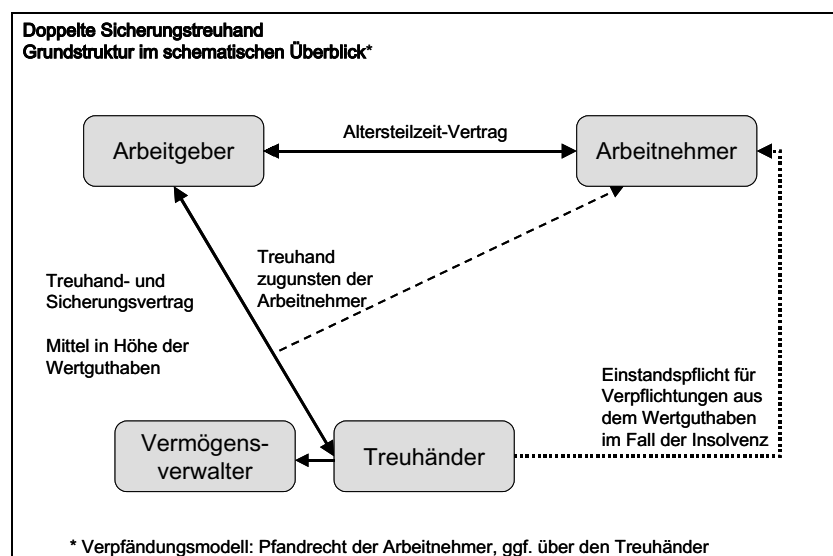 Doppelte Sicherungstreuhand
Grundstruktur im schematischen Überblick*
Arbeitgeber
Altersteilzeit-Vertrag
Arbeitnehmer
Treuhand- und
Sicherungsvertrag
Mittel in Höhe der
Wertguthaben
Treuhand
zugunsten der
Arbeitnehmer
Einstandspflicht für
Verpflichtungen aus
dem Wertguthaben
im Fall der Insolvenz
Vermögens-
verwalter
Treuhänder
* Verpfändungsmodell: Pfandrecht der Arbeitnehmer, ggf. über den Treuhänder